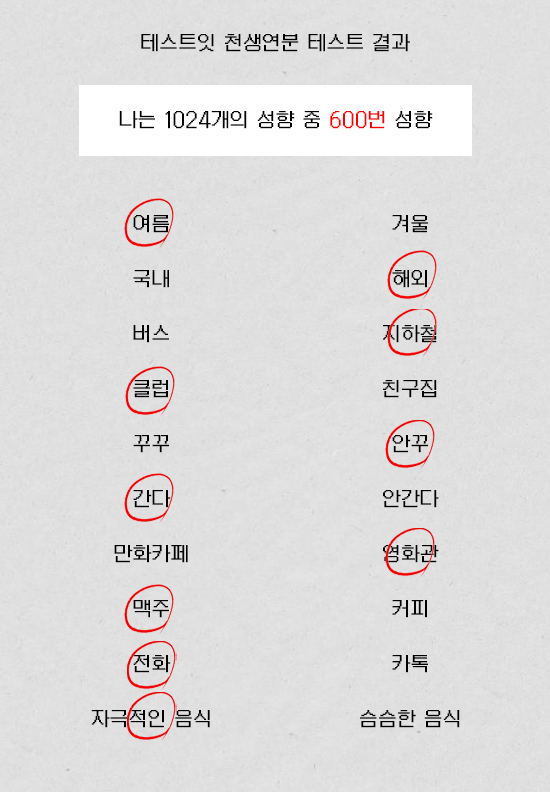 테스트잇 천생연분 테스트 결과
나는 1024개의 성향 중 600번 성향
여름 겨울
국내 해외
버스 지하철
클럽 친구집
꾸꾸 안꾸
간다 안간다
만화카페 영화관
맥주 커피
전화 카톡
자극적인 음식 슴슴한 음식